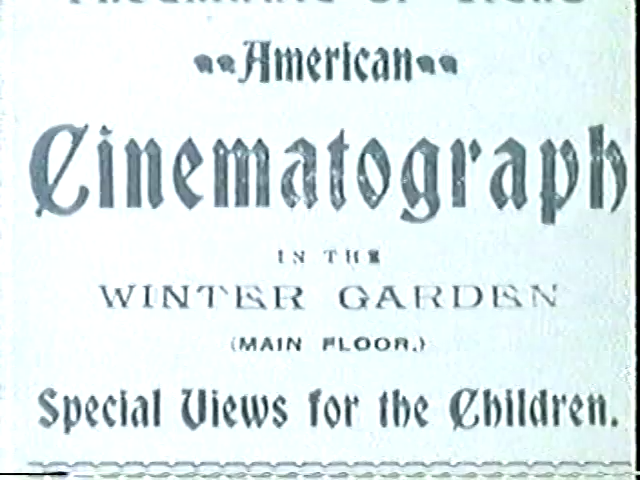 American
Cinematograph
IN THE
WINTER GARDEN
(MAIN FLOOR.)
Special Views for the Children.